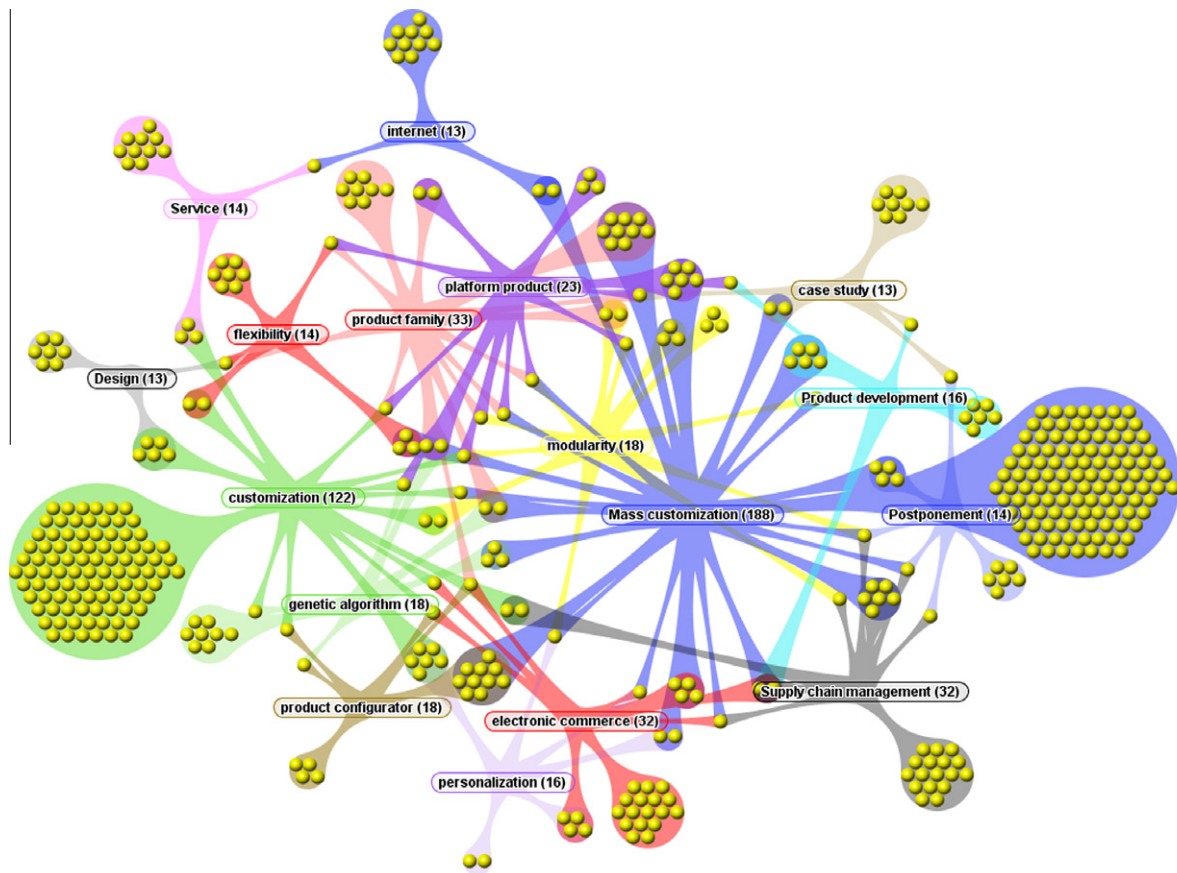 internet (13)
Service (14)
platform product (23)
case study (13)
product family (33)
flexibility (14)
Design (13)
Product development (16)
modularity (18)
customization (122)
Mass customization (188)
Postponement (14)
genetic algorithm (18)
Supply chain management (32)
product configurator (18)
electronic commerce (32)
personalization (16)